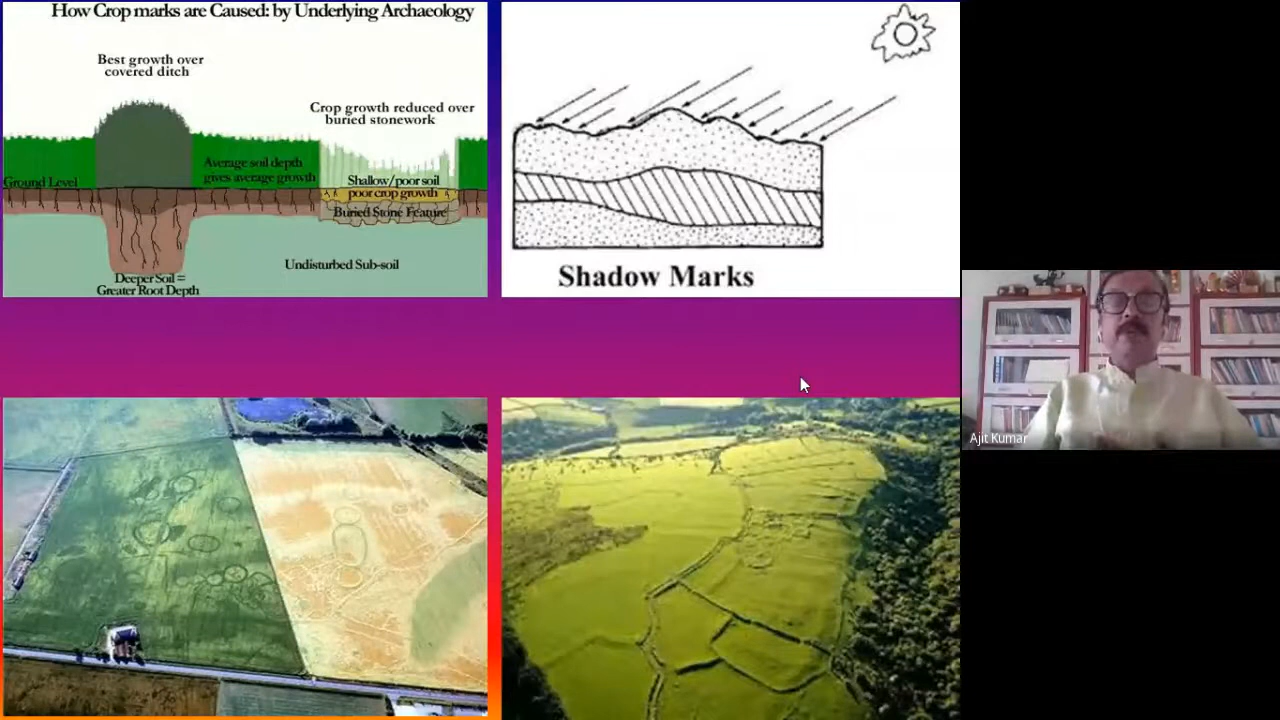 How Crop marks are Caused: by Underlying Archaeology
Best growth over
covered ditch
Crop growth reduced over
buried stonework
Average soil depth
gives average growth
Ground Level
Shallow/poor soil
poor crop growth
Buried Stone Feature
Undisturbed Sub-soil
Deeper Soil =
Greater Root Depth
Shadow Marks
Ajit Kumar